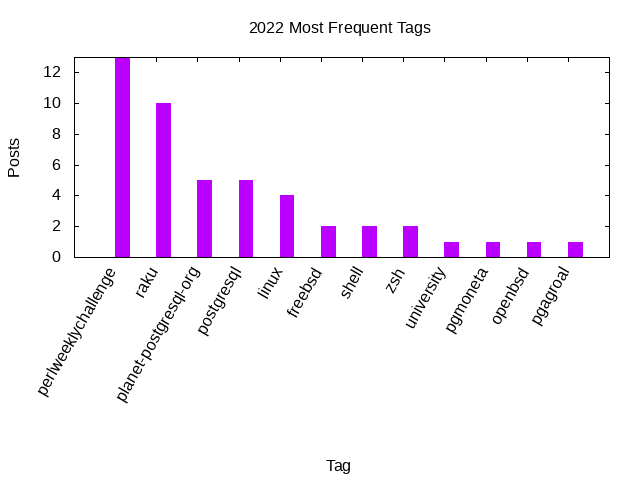 2022 Most Frequent Tags
Posts
12
10
8
6
4
2
0
perlweeklychallenge
raku
planet-postgresql-org
postgresql
linux
freebsd
shell
zsh
university
pgmoneta
openbsd
pgagroal
Tag